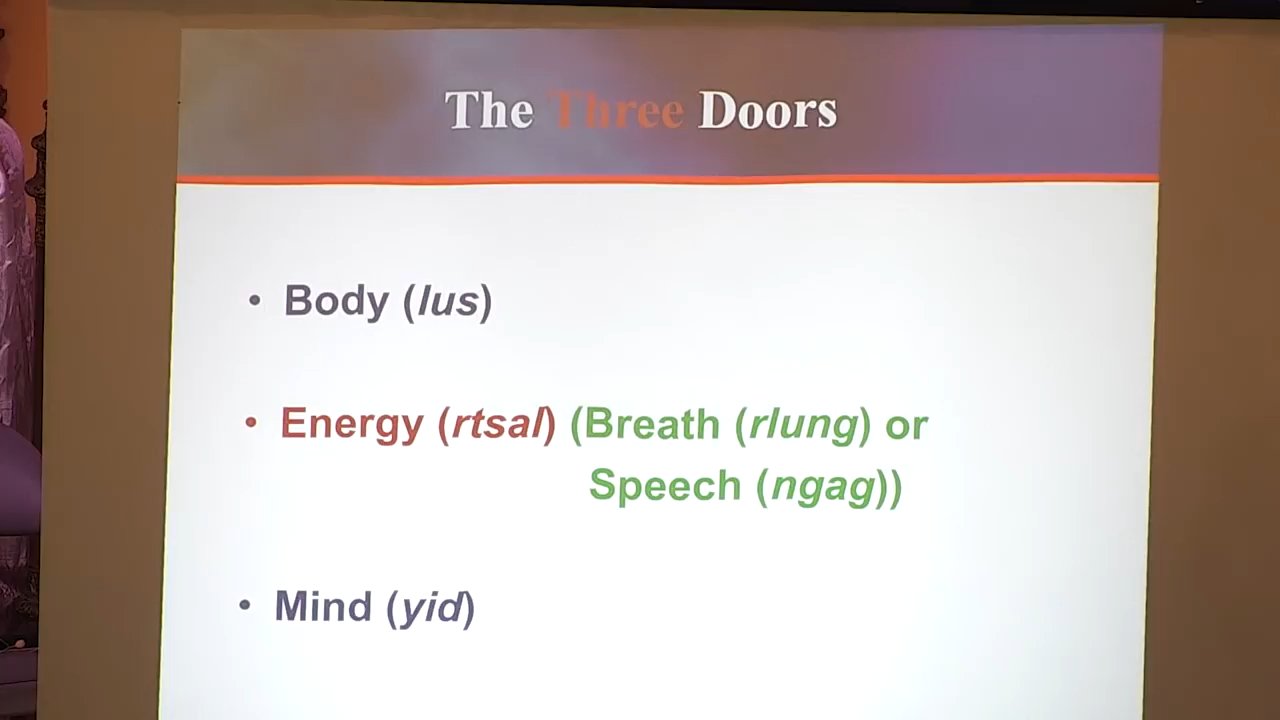 The Three Doors
• Body (lus)
• Energy (rtsal) (Breath (rlung) or
Speech (ngag))
• Mind (yid)